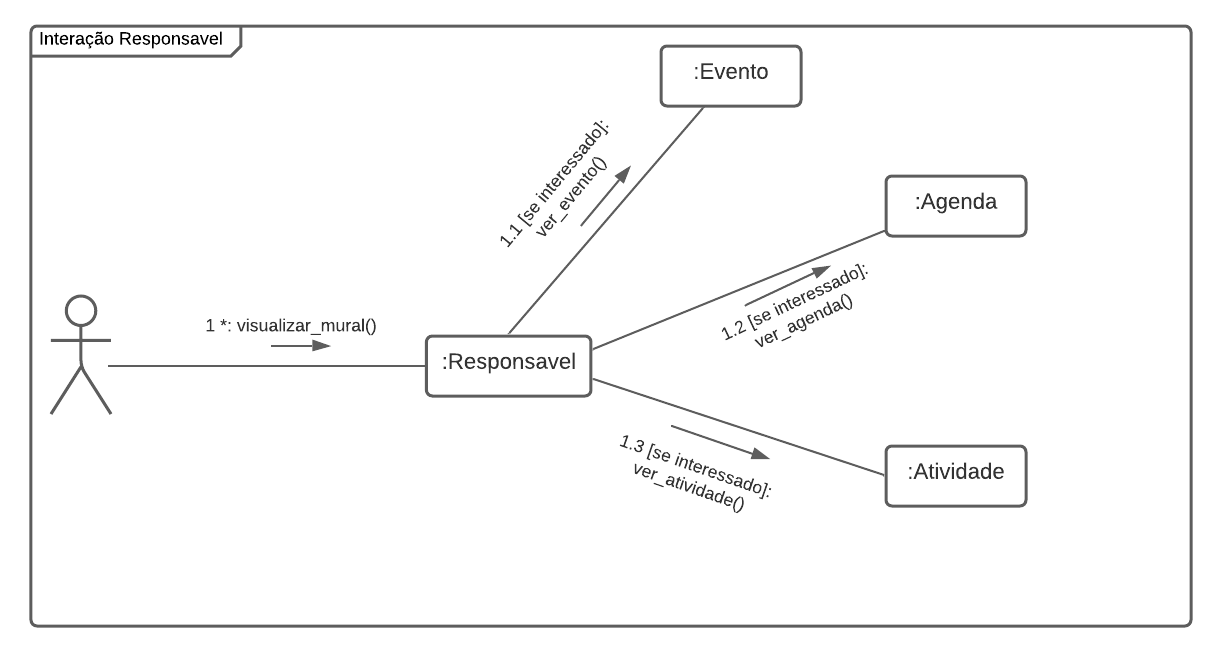 Interação Responsavel
:Evento
1.1 [se interessado]:
ver_evento()
:Agenda
1.2 [se interessado]:
ver_agenda()
1 *: visualizar_mural()
:Responsavel
1.3 [se interessado]:
ver_atividade()
:Atividade